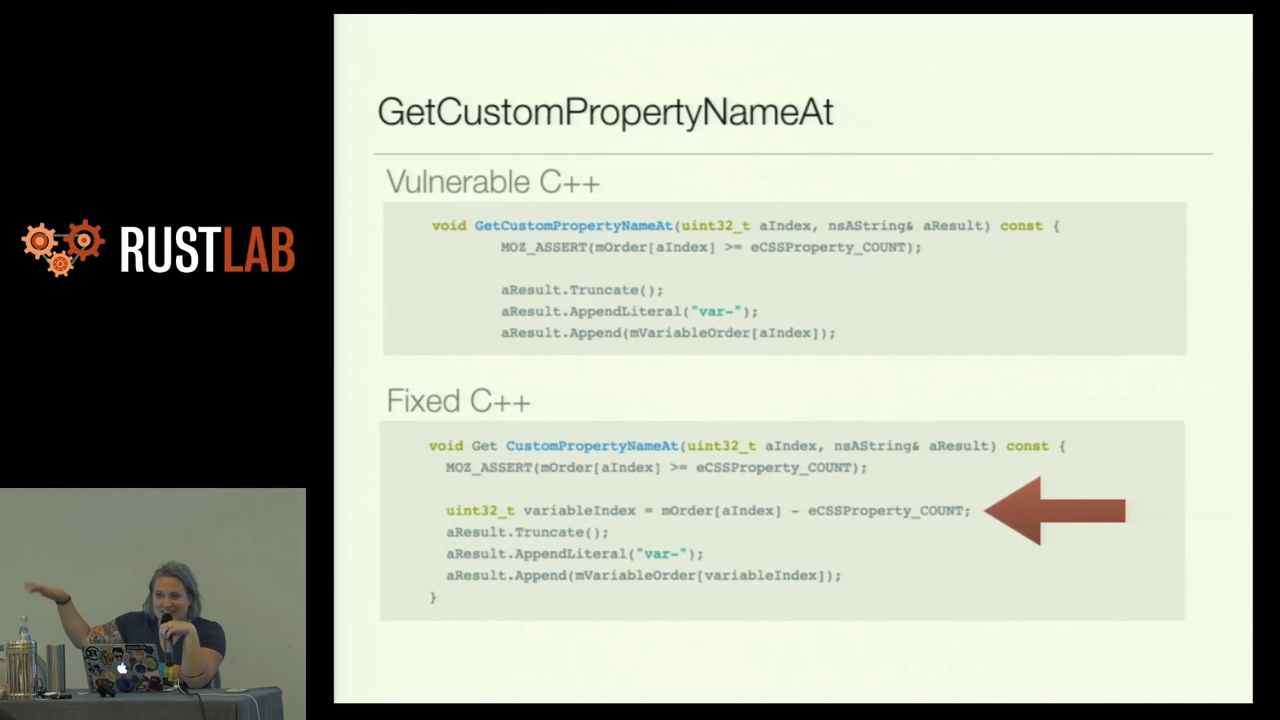 RUSTLAB
GetCustomPropertyNameAt
Vulnerable C++
void GetCustomPropertyNameAt(uint32_t aIndex, nsAString& aResult) const {
MOZ_ASSERT(mOrder[aIndex] >= eCSSProperty_COUNT);
aResult.Truncate();
aResult.AppendLiteral("var-");
aResult.Append(mVariableOrder[aIndex]);
Fixed C++
void Get CustomPropertyNameAt(uint32_t aIndex, nsAString& aResult) const {
MOZ_ASSERT(mOrder[aIndex] >= eCSSProperty_COUNT);
uint32_t variableIndex = mOrder[aIndex] - eCSSProperty_COUNT;
aResult.Truncate();
aResult.AppendLiteral("var-");
aResult.Append(mVariableOrder[variableIndex]);
}